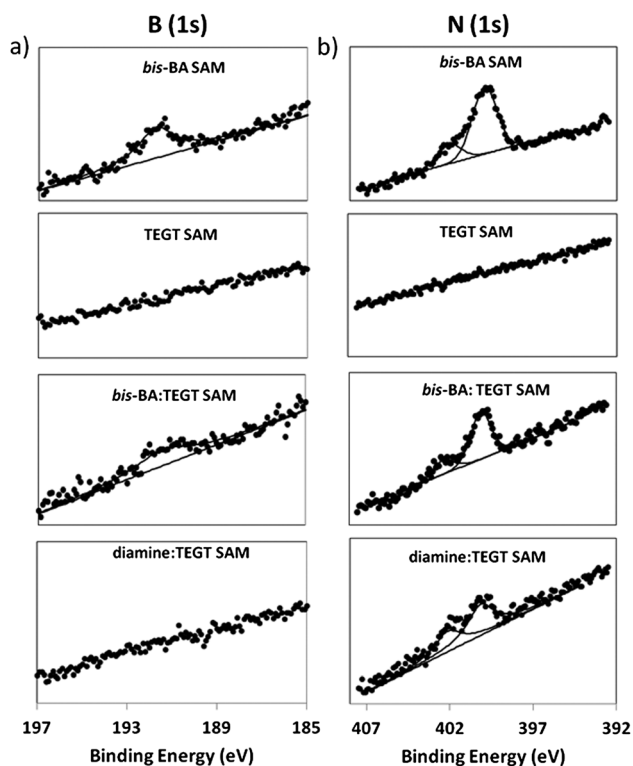 a)
B (1s)
bis-BA SAM
TEGT SAM
bis-BA:TEGT SAM
diamine:TEGT SAM
197 193 189 185
Binding Energy (eV)
b)
N (1s)
bis-BA SAM
TEGT SAM
bis-BA: TEGT SAM
diamine:TEGT SAM
407 402 397 392
Binding Energy (eV)